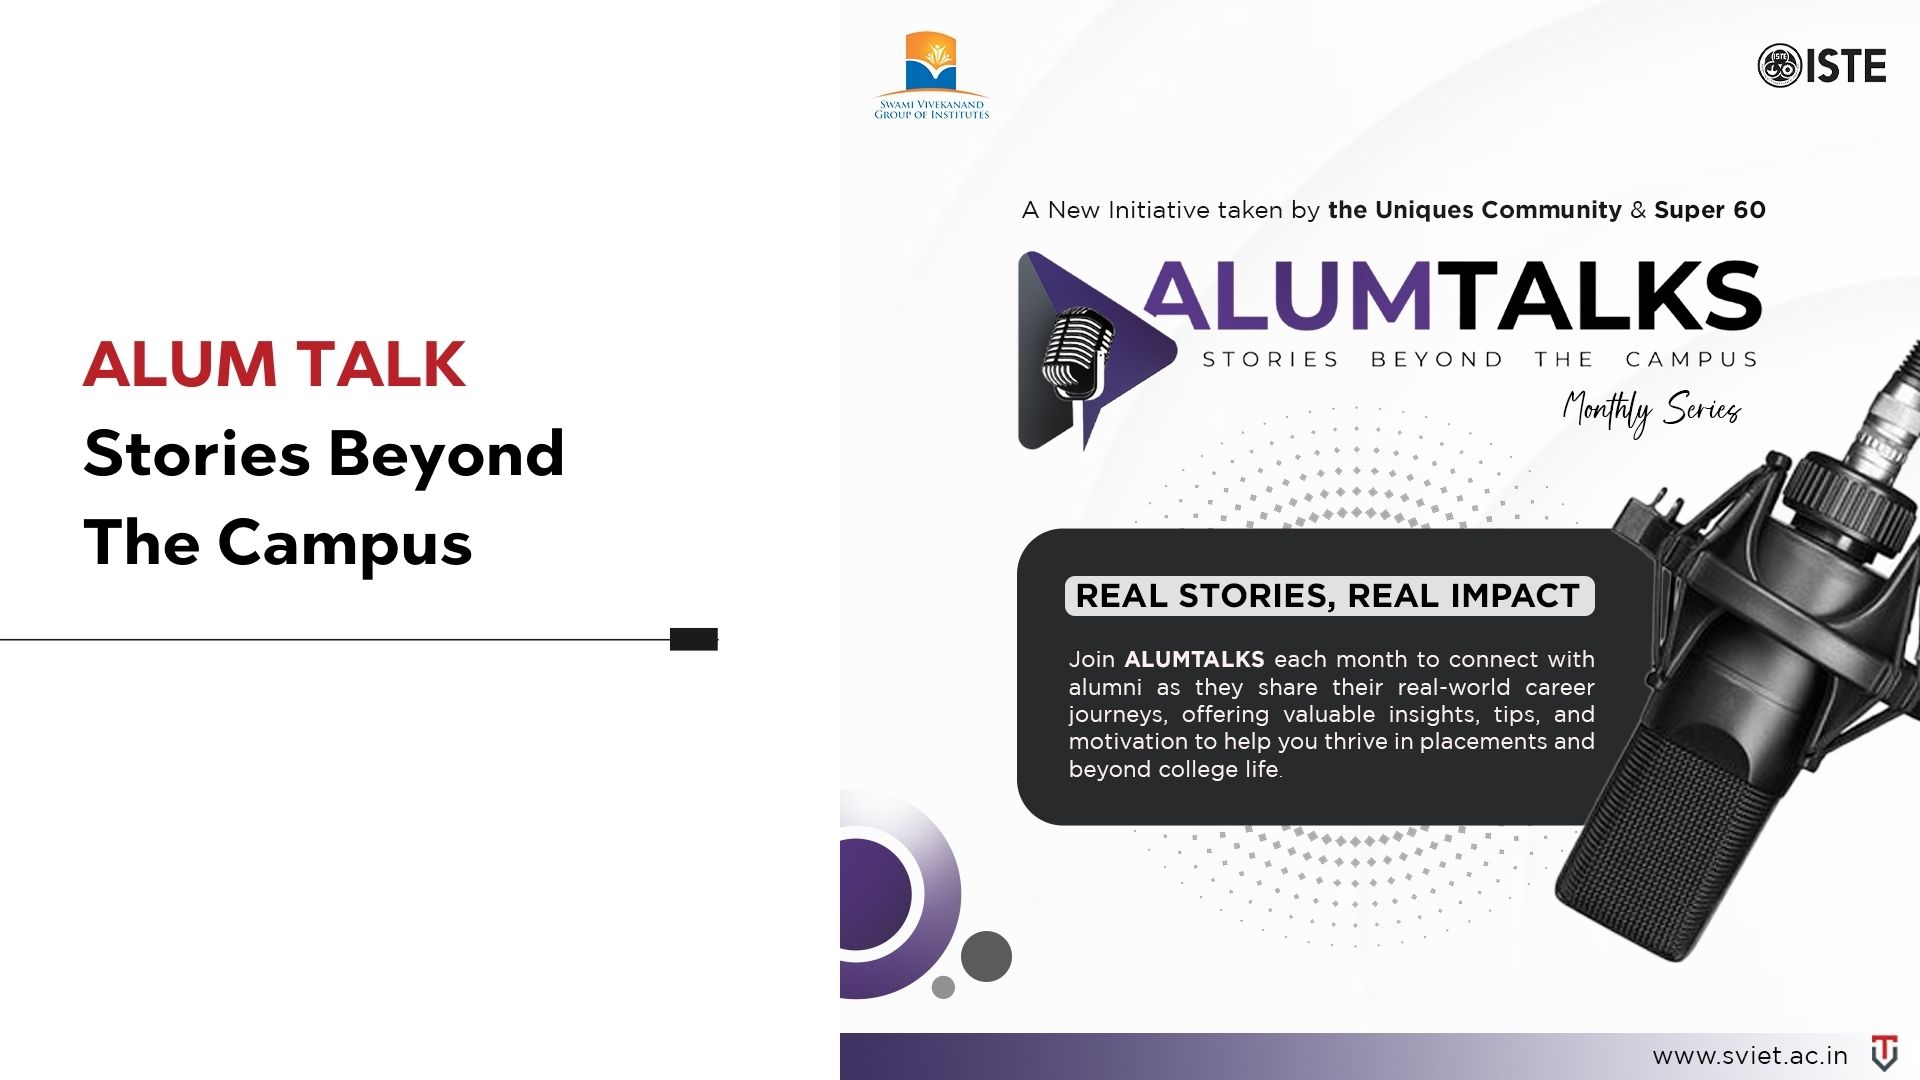 ALUM TALK
Stories Beyond
The Campus
SWAMI VIVEKANAND
GROUP OF INSTITUTES
ISTE
A New Initiative taken by the Uniques Community & Super 60
ALUMTALKS
STORIES BEYOND THE CAMPUS
Monthly Series
REAL STORIES, REAL IMPACT
Join ALUMTALKS each month to connect with
alumni as they share their real-world career
journeys, offering valuable insights, tips, and
motivation to help you thrive in placements and
beyond college life.
www.sviet.ac.in